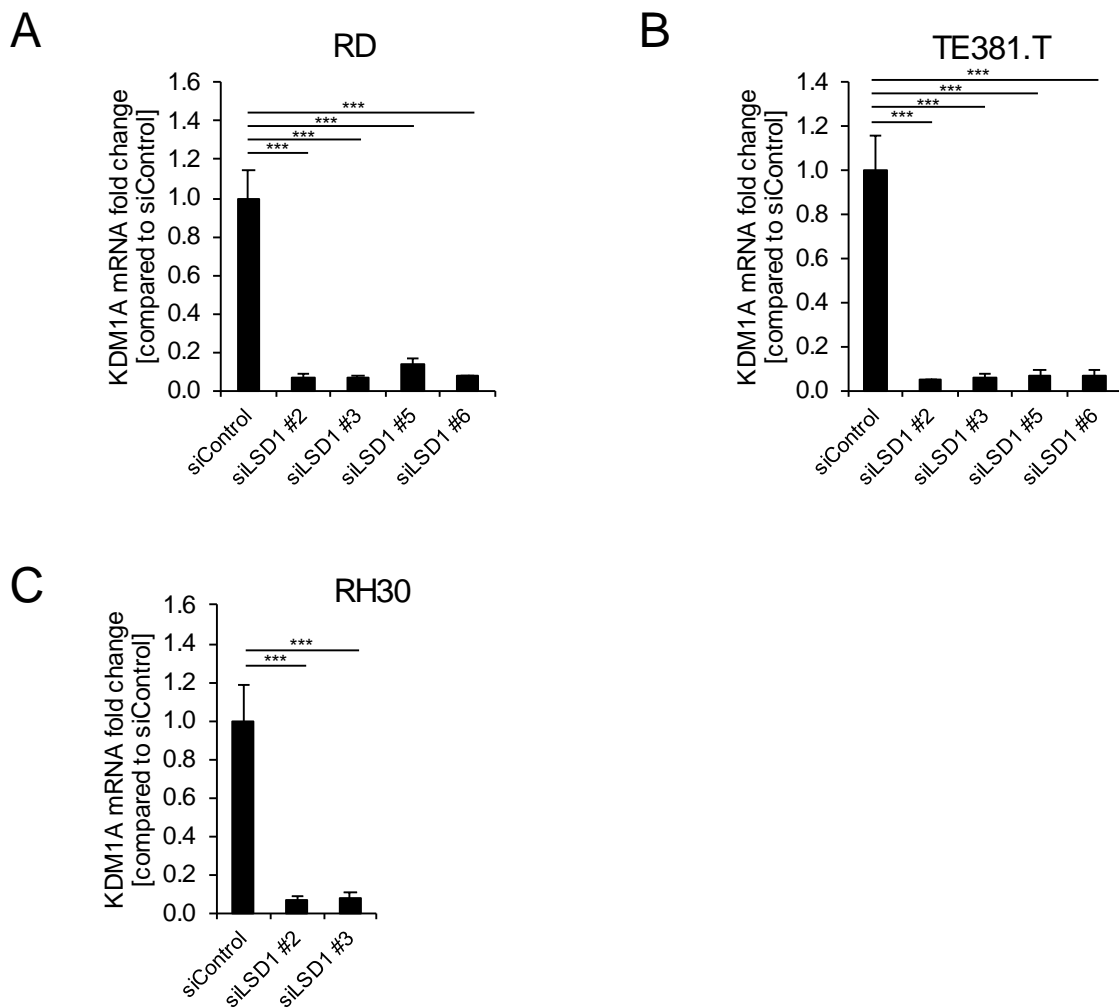 A
RD
KDM1A mRNA fold change
[compared to siControl]
1.6
1.4
1.2
1.0
0.8
0.6
0.4
0.2
0.0
***
***
***
***
siControl
siLSD1 #2
siLSD1 #3
siLSD1 #5
siLSD1 #6
B
TE381.T
KDM1A mRNA fold change
[compared to siControl]
1.4
1.2
1.0
0.8
0.6
0.4
0.2
0.0
***
***
***
***
siControl
siLSD1 #2
siLSD1 #3
siLSD1 #5
siLSD1 #6
C
RH30
KDM1A mRNA fold change
[compared to siControl]
1.6
1.4
1.2
1.0
0.8
0.6
0.4
0.2
0.0
***
***
siControl
siLSD1 #2
siLSD1 #3